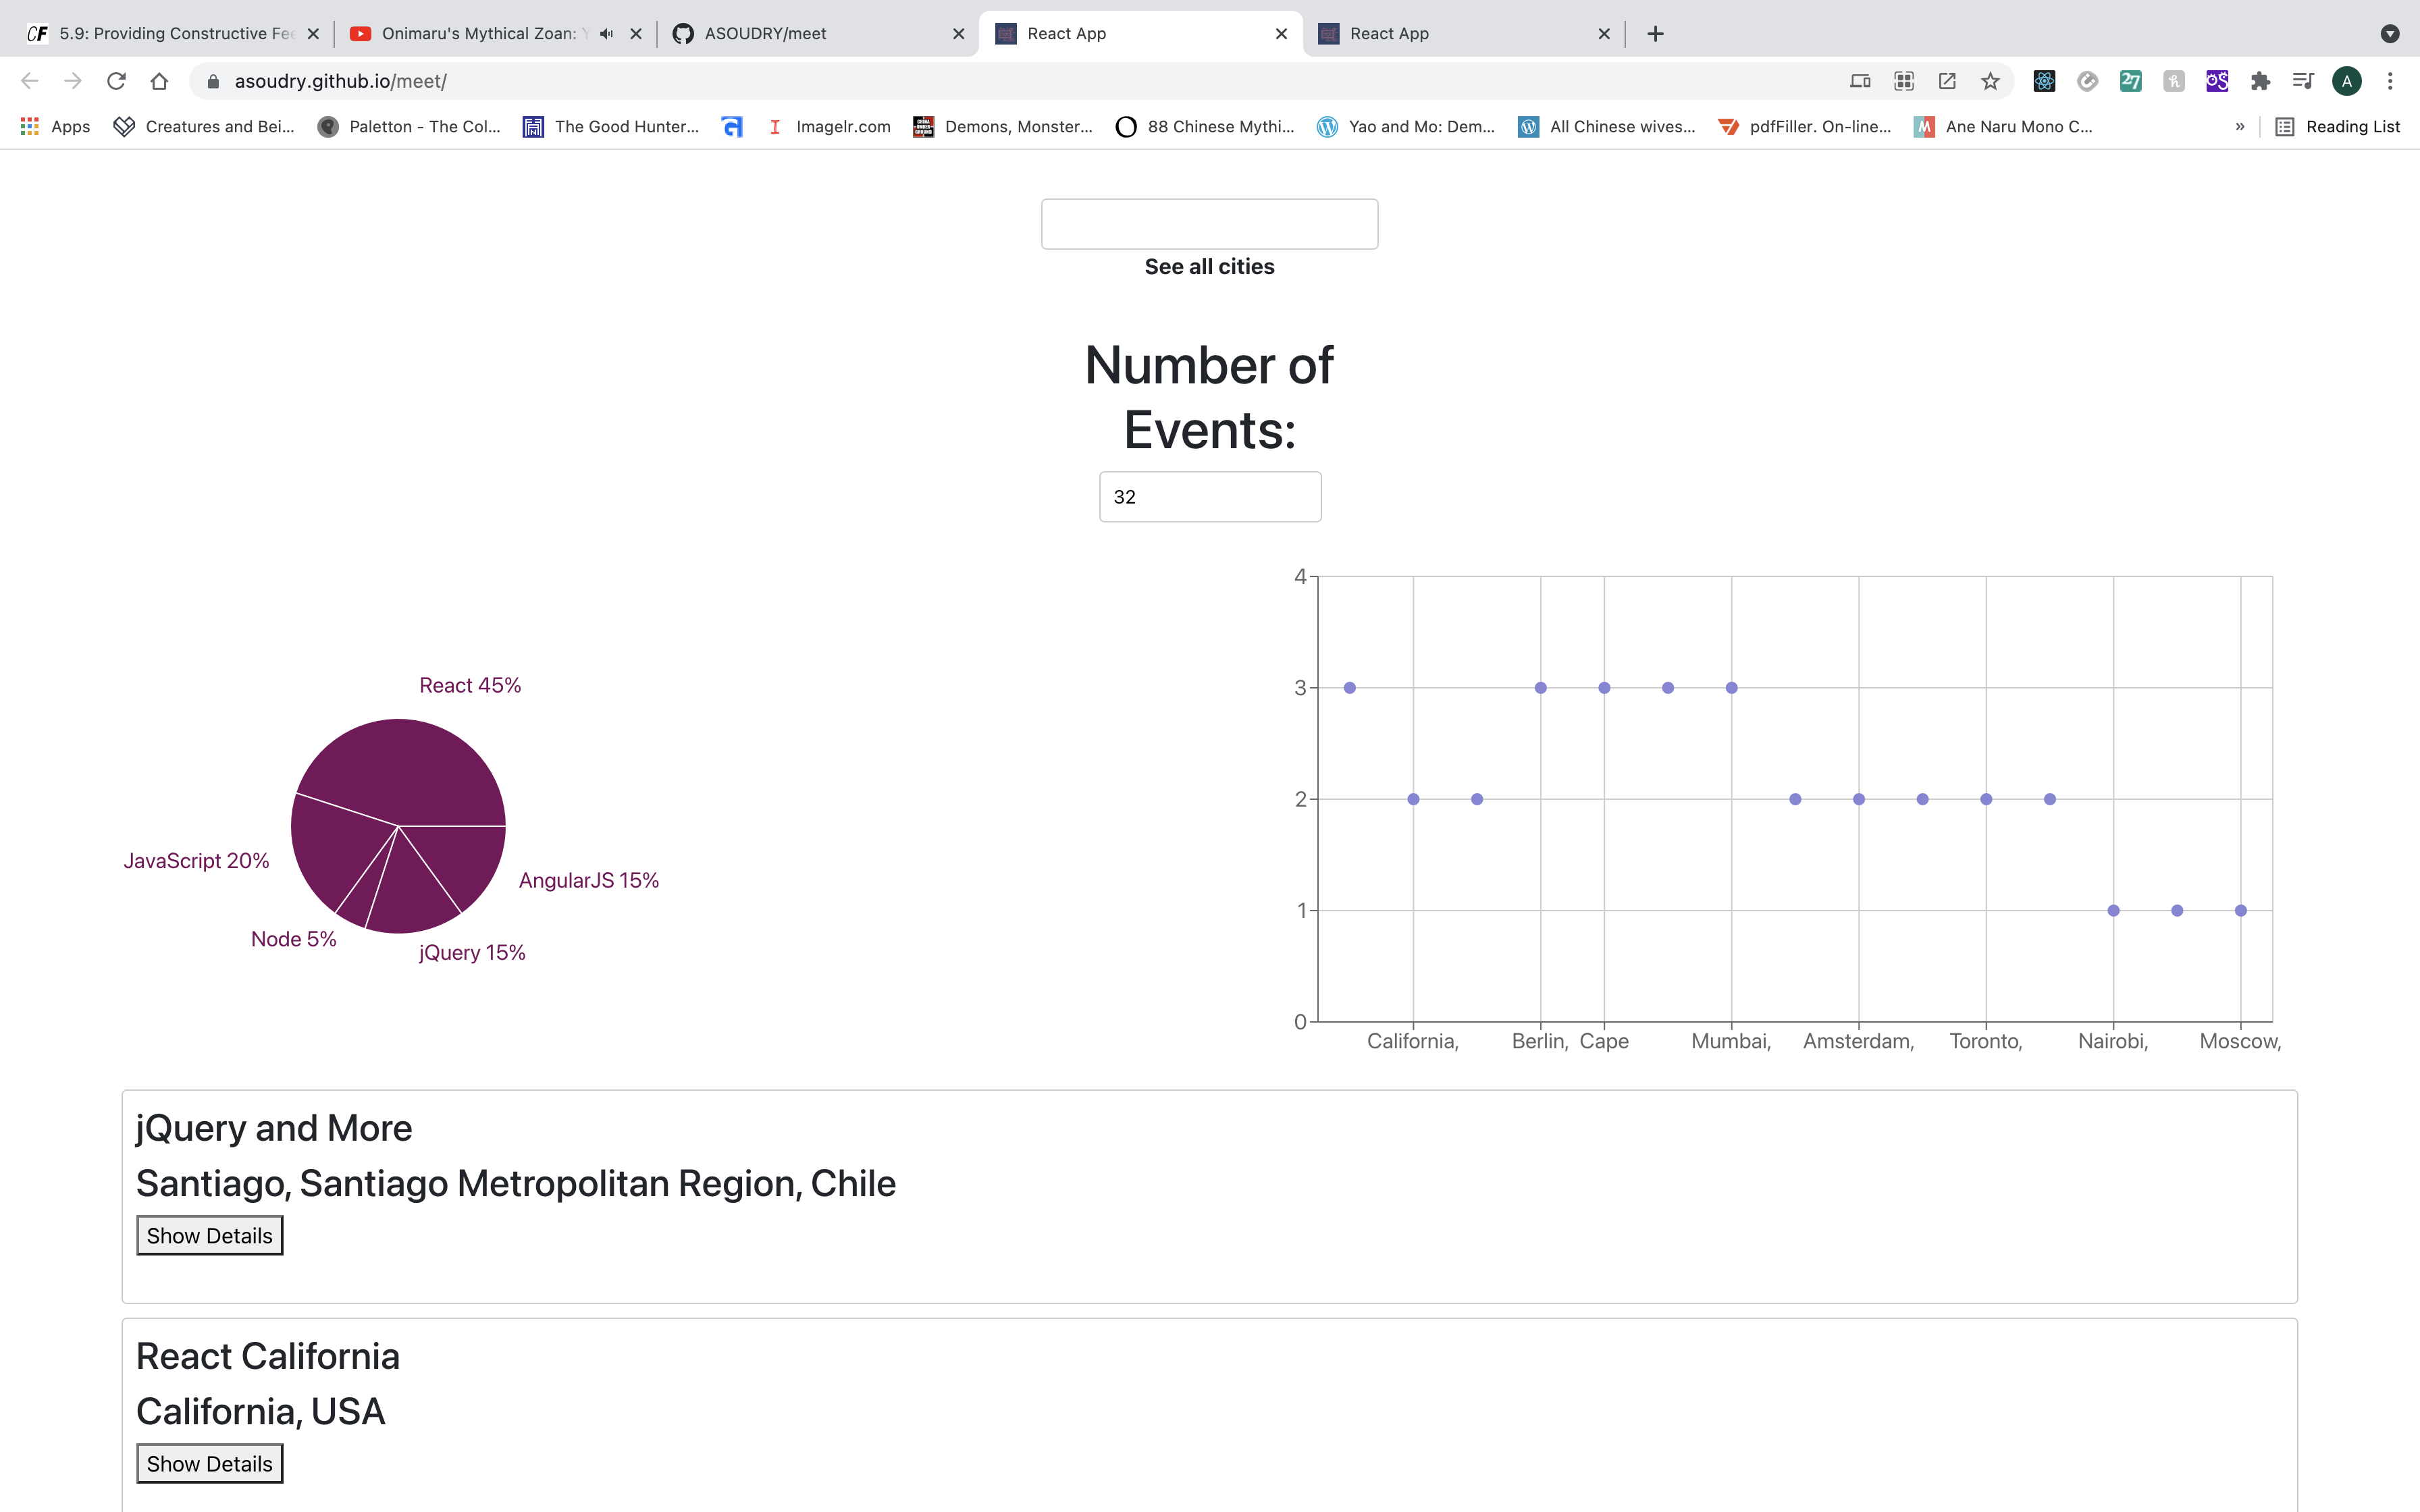 CF 5.9: Providing Constructive Fee
Onimaru's Mythical Zoan: Y
ASOUDRY/meet
React App
React App
asoudry.github.io/meet/
27
A
Apps
Creatures and Bei...
Paletton - The Col...
The Good Hunter...
I ImageIr.com
Demons, Monster...
88 Chinese Mythi...
Yao and Mo: Dem...
All Chinese wives...
pdfFiller. On-line...
M Ane Naru Mono C...
»
Reading List
See all cities
Number of
Events:
32
React 45%
JavaScript 20%
AngularJS 15%
Node 5%
jQuery 15%
4
3
2
1
0
California, Berlin, Cape Mumbai, Amsterdam, Toronto, Nairobi, Moscow,
jQuery and More
Santiago, Santiago Metropolitan Region, Chile
Show Details
React California
California, USA
Show Details